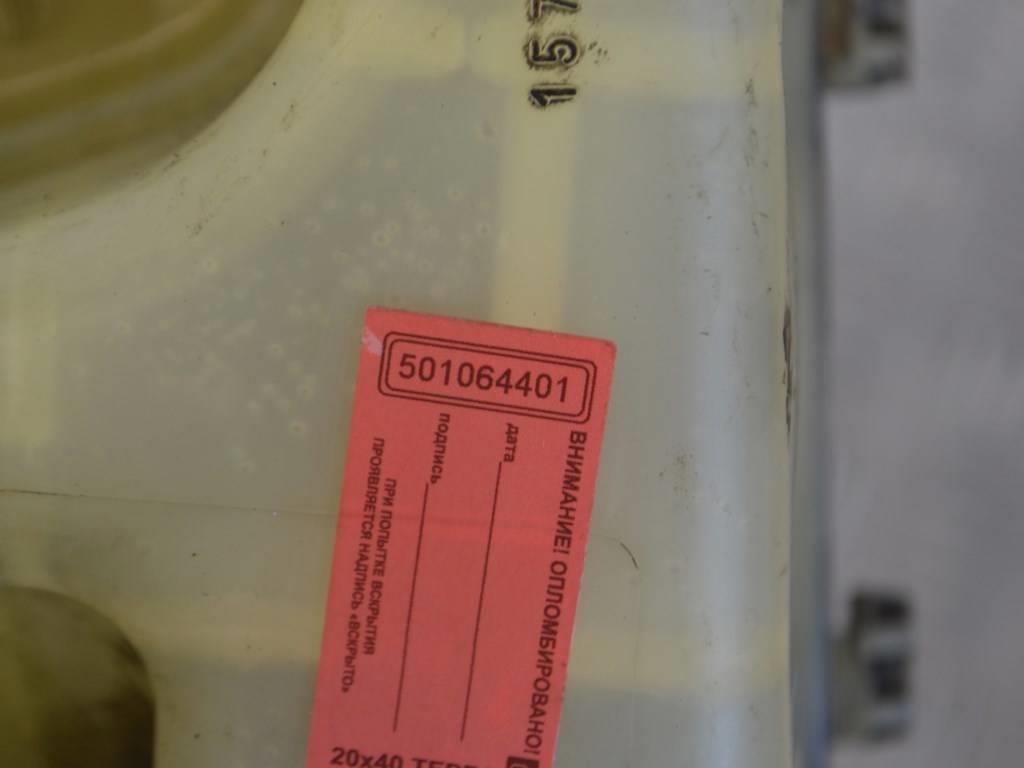 157
501064401
ВНИМАНИЕ! ОПЛОМБИРОВАНО!
дата
подпись
ПРИ ПОПЫТКЕ ВСКРЫТИЯ
ПРОЯВЛЯЕТСЯ НАДПИСЬ «ВСКРЫТО»
20x40